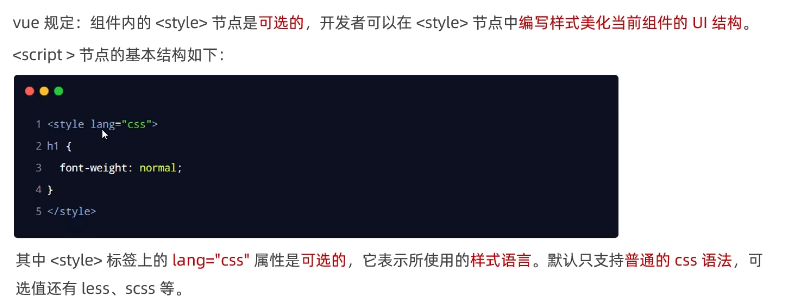 vue 规定：组件内的 <style> 节点是可选的，开发者可以在 <style> 节点中编写样式美化当前组件的 UI 结构。
<script > 节点的基本结构如下：
1 <style lang="css">
2 h1 {
3   font-weight: normal;
4 }
5 </style>
其中 <style> 标签上的 lang="css" 属性是可选的，它表示所使用的样式语言。默认只支持普通的 css 语法，可
选值还有 less、scss 等。